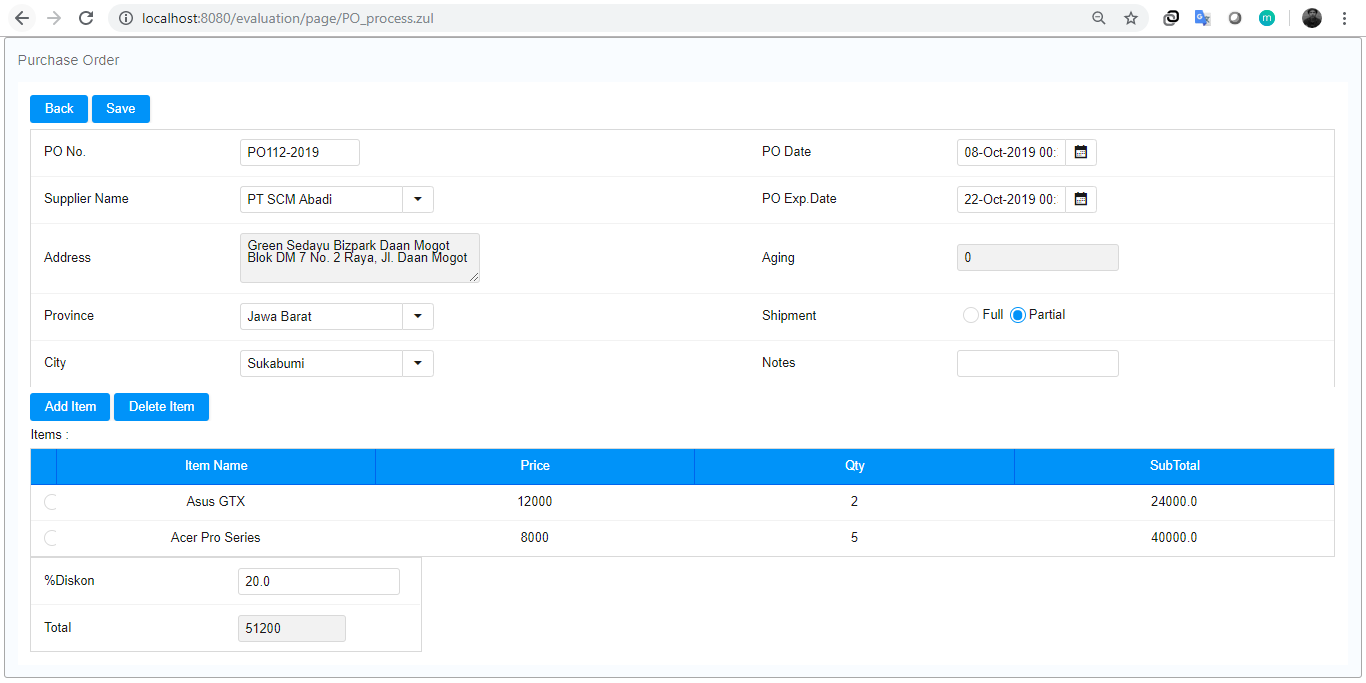 localhost:8080/evaluation/page/PO_process.zul
m
Purchase Order
Back Save
PO No. PO112-2019 PO Date 08-Oct-2019 00:
Supplier Name PT SCM Abadi PO Exp.Date 22-Oct-2019 00:
Address Green Sedayu Bizpark Daan Mogot
Blok DM 7 No. 2 Raya, Jl. Daan Mogot
Aging 0
Province Jawa Barat Shipment Full Partial
City Sukabumi Notes
Add Item Delete Item
Items :
Item Name Price Qty SubTotal
Asus GTX 12000 2 24000.0
Acer Pro Series 8000 5 40000.0
%Diskon 20.0
Total 51200